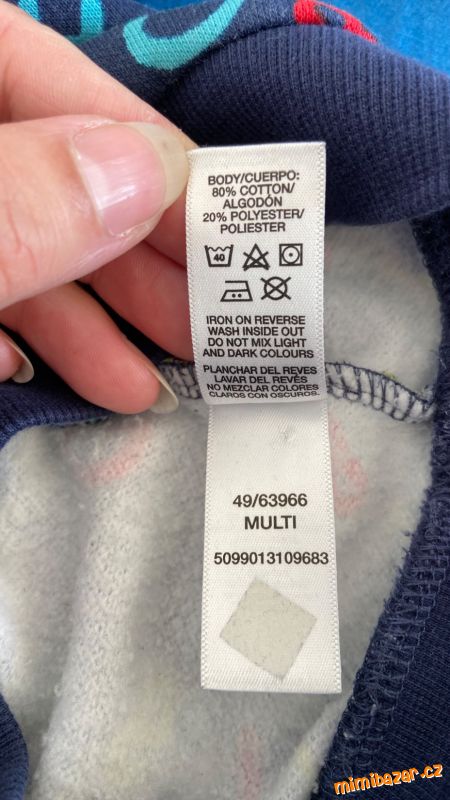 BODY/CUERPO:
80% COTTON/
ALGODÓN
20% POLYESTER/
POLIESTER
40
IRON ON REVERSE
WASH INSIDE OUT
DO NOT MIX LIGHT
AND DARK COLOURS
PLANCHAR DEL REVES
LAVAR DEL REVÉS
NO MEZCLAR COLORES
CLAROS CON OSCUROS.
49/63966
MULTI
5099013109683
mimibazar.cz